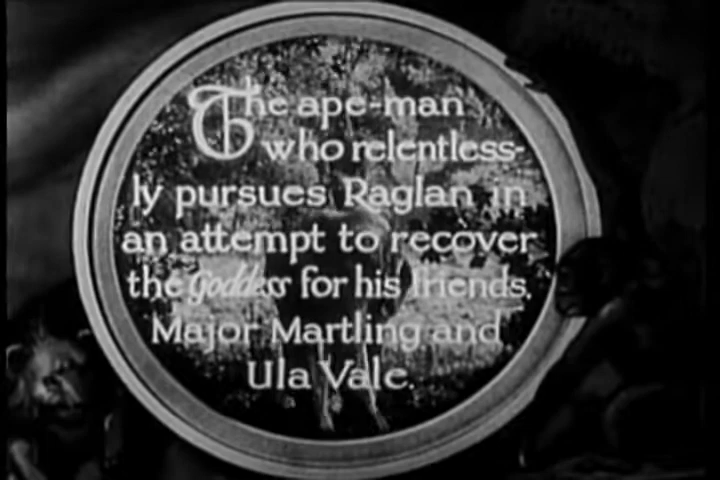 The ape-man
who relentless-
ly pursues Raglan in
an attempt to recover
the Goddess for his friends,
Major Martling and
Ula Vale.